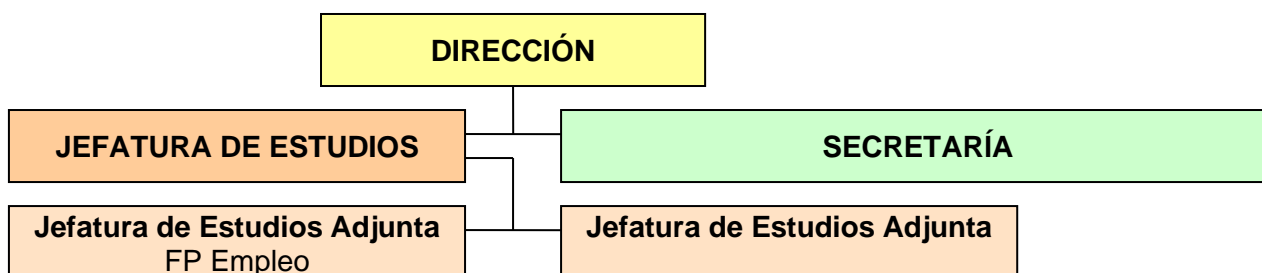 DIRECCIÓN
JEFATURA DE ESTUDIOS
SECRETARÍA
Jefatura de Estudios Adjunta
FP Empleo
Jefatura de Estudios Adjunta